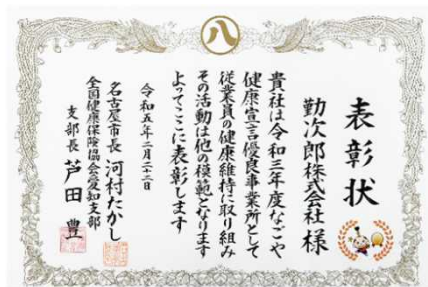 八
表彰状
勤次郎株式会社 様
貴社は令和三年度なごや
健康宣言優良事業所として
従業員の健康維持に取り組み
その活動は他の模範となります
よってここに表彰します
令和五年二月二十二日
名古屋市長 河村たかし
全国健康保険協会愛知支部
支部長 芦田 豊